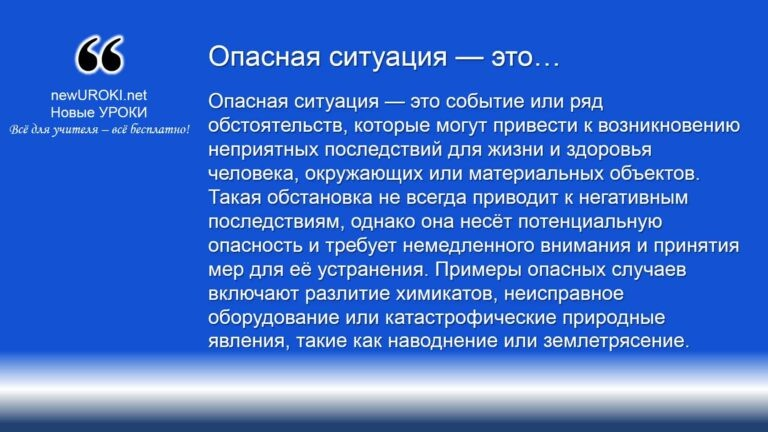 ❝
newUROKI.net
Новые УРОКИ
Всё для учителя – всё бесплатно!
Опасная ситуация — это…
Опасная ситуация — это событие или ряд
обстоятельств, которые могут привести к возникновению
неприятных последствий для жизни и здоровья
человека, окружающих или материальных объектов.
Такая обстановка не всегда приводит к негативным
последствиям, однако она несёт потенциальную
опасность и требует немедленного внимания и принятия
мер для её устранения. Примеры опасных случаев
включают разлитие химикатов, неисправное
оборудование или катастрофические природные
явления, такие как наводнение или землетрясение.